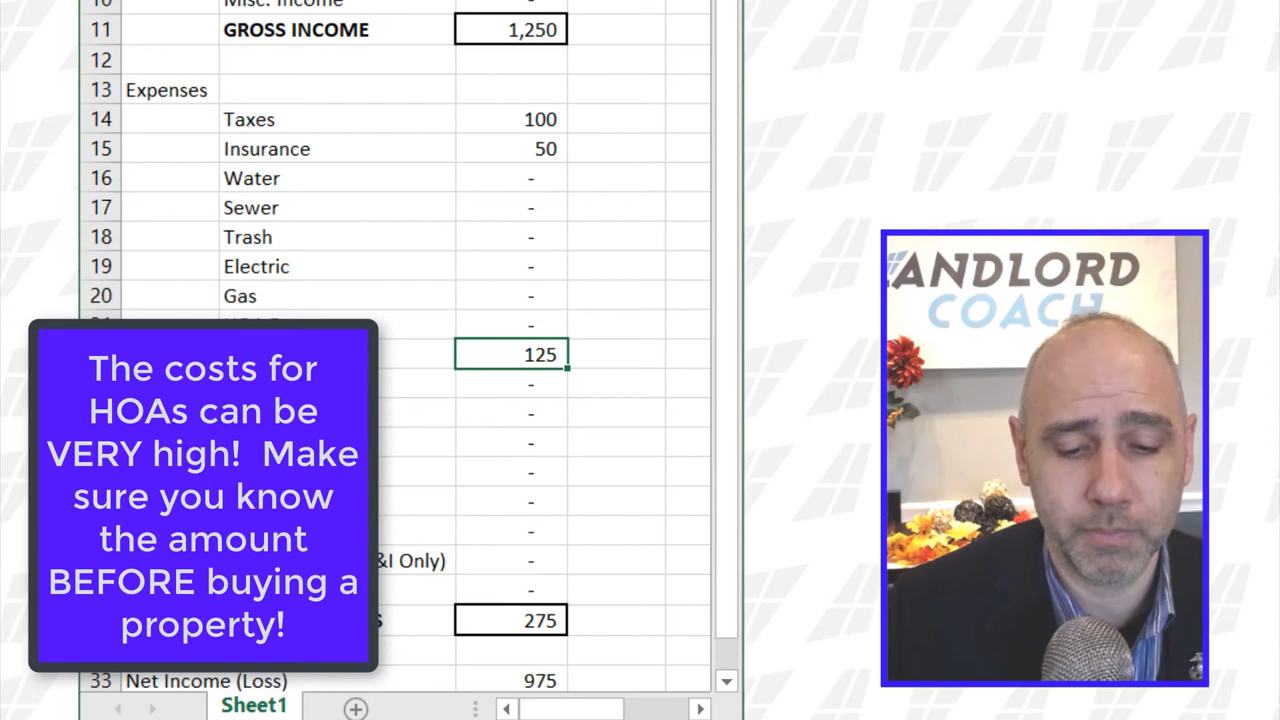 10 Misc. Income
11 GROSS INCOME 1,250
12
13 Expenses
14 Taxes 100
15 Insurance 50
16 Water -
17 Sewer -
18 Trash -
19 Electric -
20 Gas -
-
125
-
-
-
-
-
-
&I Only) -
-
S 275
33 Net Income (Loss) 975
Sheet1
The costs for
HOAs can be
VERY high! Make
sure you know
the amount
BEFORE buying a
property!
ANDLORD
COACH